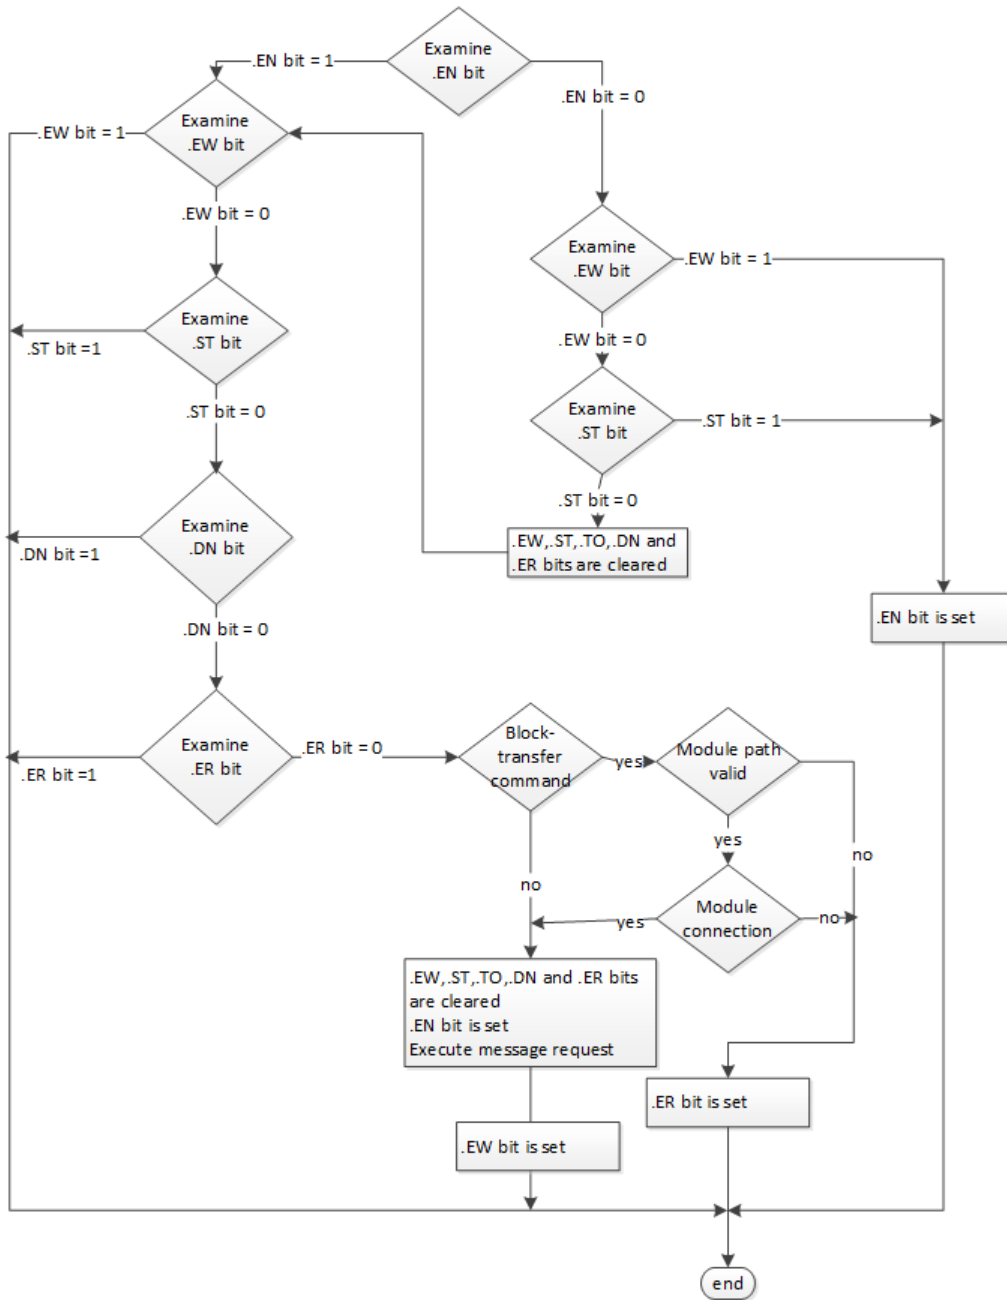 Examine
.EN bit
.EN bit = 1
.EN bit = 0
Examine
.EW bit
.EW bit = 1
.EW bit = 0
Examine
.EW bit
.EW bit = 1
.EW bit = 0
Examine
.ST bit
.ST bit =1
.ST bit = 0
Examine
.ST bit
.ST bit = 1
.ST bit = 0
.EW,.ST,.TO,.DN and
.ER bits are cleared
Examine
.DN bit
.DN bit =1
.DN bit = 0
.EN bit is set
Examine
.ER bit
.ER bit =1
.ER bit = 0
Block-
transfer
command
yes
no
Module path
valid
yes
no
Module
connection
yes
no
.EW,.ST,.TO,.DN and .ER bits
are cleared
.EN bit is set
Execute message request
.ER bit is set
.EW bit is set
end